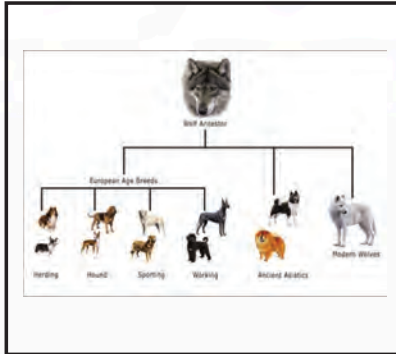 Wolf Ancestor
European Age Breeds
Herding
Hound
Sporting
Working
Ancient Asiatics
Modern Wolves